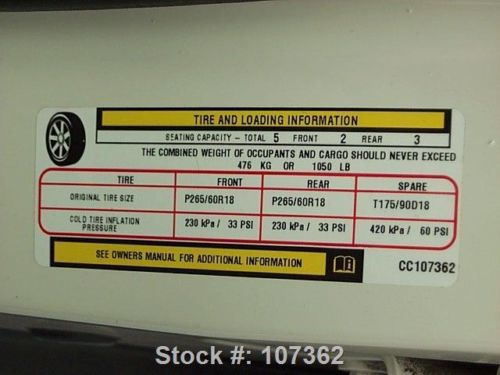 TIRE AND LOADING INFORMATION
SEATING CAPACITY - TOTAL 5 FRONT 2 REAR 3
THE COMBINED WEIGHT OF OCCUPANTS AND CARGO SHOULD NEVER EXCEED
476 KG OR 1050 LB
TIRE FRONT REAR SPARE
ORIGINAL TIRE SIZE P265/60R18 P265/60R18 T175/90D18
COLD TIRE INFLATION
PRESSURE 230 kPa / 33 PSI 230 kPa / 33 PSI 420 kPa / 60 PSI
SEE OWNERS MANUAL FOR ADDITIONAL INFORMATION
CC107362
Stock #: 107362